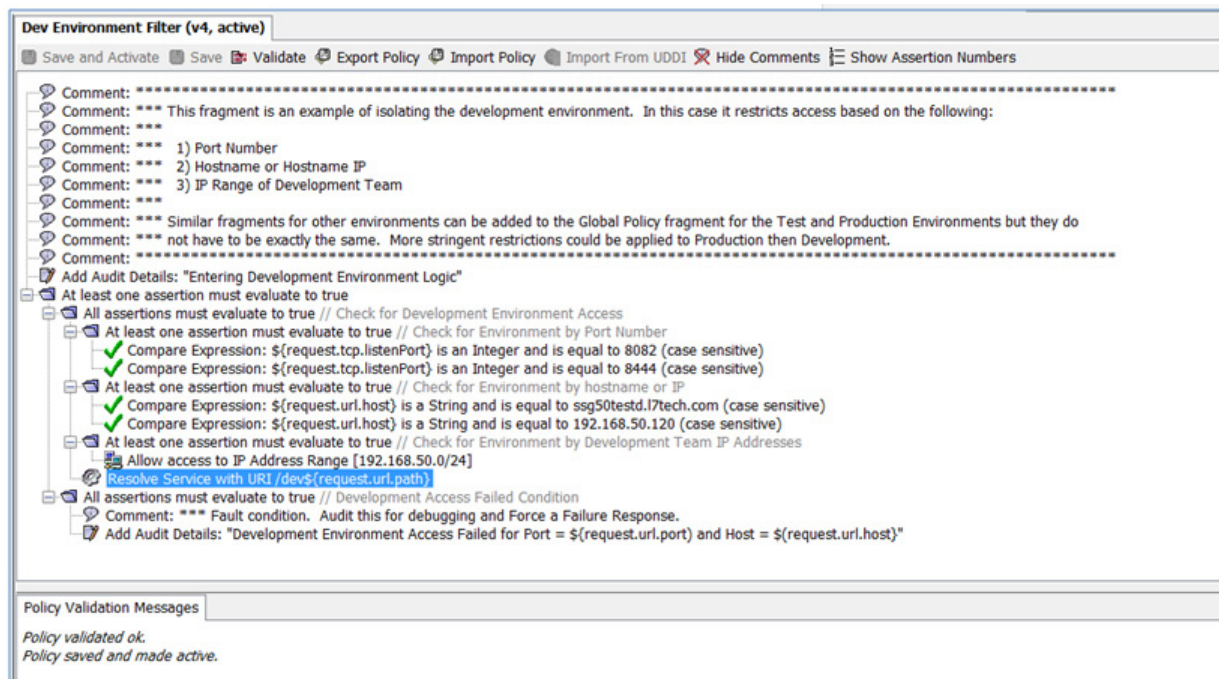 Dev Environment Filter (v4, active)
Save and Activate Save Validate Export Policy Import Policy Import From UDDI Hide Comments Show Assertion Numbers
Comment: ******************************************************************************************************************
Comment: *** This fragment is an example of isolating the development environment. In this case it restricts access based on the following:
Comment: ***
Comment: *** 1) Port Number
Comment: *** 2) Hostname or Hostname IP
Comment: *** 3) IP Range of Development Team
Comment: ***
Comment: *** Similar fragments for other environments can be added to the Global Policy fragment for the Test and Production Environments but they do
Comment: *** not have to be exactly the same. More stringent restrictions could be applied to Production then Development.
Comment: ******************************************************************************************************************
Add Audit Details: "Entering Development Environment Logic"
At least one assertion must evaluate to true
All assertions must evaluate to true // Check for Development Environment Access
At least one assertion must evaluate to true // Check for Environment by Port Number
Compare Expression: ${request.tcp.listenPort} is an Integer and is equal to 8082 (case sensitive)
Compare Expression: ${request.tcp.listenPort} is an Integer and is equal to 8444 (case sensitive)
At least one assertion must evaluate to true // Check for Environment by hostname or IP
Compare Expression: ${request.url.host} is a String and is equal to ssg50testd.l7tech.com (case sensitive)
Compare Expression: ${request.url.host} is a String and is equal to 192.168.50.120 (case sensitive)
At least one assertion must evaluate to true // Check for Environment by Development Team IP Addresses
Allow access to IP Address Range [192.168.50.0/24]
Resolve Service with URI /dev${request.url.path}
All assertions must evaluate to true // Development Access Failed Condition
Comment: *** Fault condition. Audit this for debugging and Force a Failure Response.
Add Audit Details: "Development Environment Access Failed for Port = ${request.url.port) and Host = $(request.url.host}"
Policy Validation Messages
Policy validated ok.
Policy saved and made active.